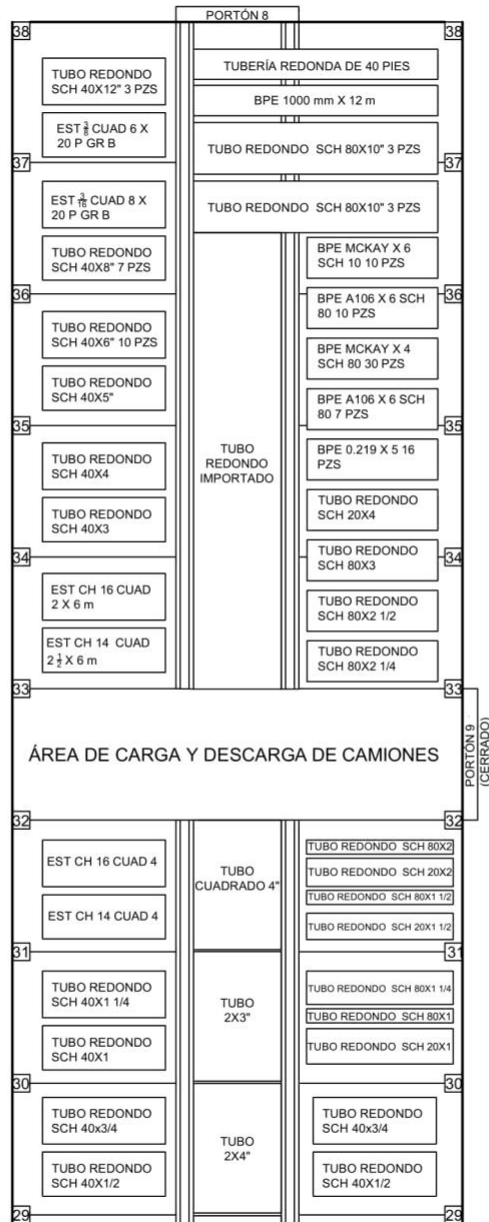 PORTÓN 8
38
38
TUBO REDONDO
SCH 40X12" 3 PZS
TUBERÍA REDONDA DE 40 PIES
BPE 1000 mm X 12 m
EST 3/8 CUAD 6 X
20 P GR B
TUBO REDONDO SCH 80X10" 3 PZS
37
37
EST 3/16 CUAD 8 X
20 P GR B
TUBO REDONDO SCH 80X10" 3 PZS
TUBO REDONDO
SCH 40X8" 7 PZS
BPE MCKAY X 6
SCH 10 10 PZS
36
36
BPE A106 X 6 SCH
80 10 PZS
TUBO REDONDO
SCH 40X6" 10 PZS
BPE MCKAY X 4
SCH 80 30 PZS
TUBO REDONDO
SCH 40X5"
BPE A106 X 6 SCH
80 7 PZS
35
35
TUBO
REDONDO
IMPORTADO
TUBO REDONDO
SCH 40X4
BPE 0.219 X 5 16
PZS
TUBO REDONDO
SCH 40X3
TUBO REDONDO
SCH 20X4
34
34
TUBO REDONDO
SCH 80X3
EST CH 16 CUAD
2 X 6 m
TUBO REDONDO
SCH 80X2 1/2
EST CH 14 CUAD
2 1/2 X 6 m
TUBO REDONDO
SCH 80X2 1/4
33
33
ÁREA DE CARGA Y DESCARGA DE CAMIONES
PORTÓN 9
(CERRADO)
32
32
EST CH 16 CUAD 4
TUBO
CUADRADO 4"
TUBO REDONDO SCH 80X2
TUBO REDONDO SCH 20X2
TUBO REDONDO SCH 80X1 1/2
EST CH 14 CUAD 4
TUBO REDONDO SCH 20X1 1/2
31
31
TUBO REDONDO
SCH 40X1 1/4
TUBO
2X3"
TUBO REDONDO SCH 80X1 1/4
TUBO REDONDO SCH 80X1
TUBO REDONDO
SCH 40X1
TUBO REDONDO SCH 20X1
30
30
TUBO REDONDO
SCH 40x3/4
TUBO
2X4"
TUBO REDONDO
SCH 40x3/4
TUBO REDONDO
SCH 40X1/2
TUBO REDONDO
SCH 40X1/2
29
29